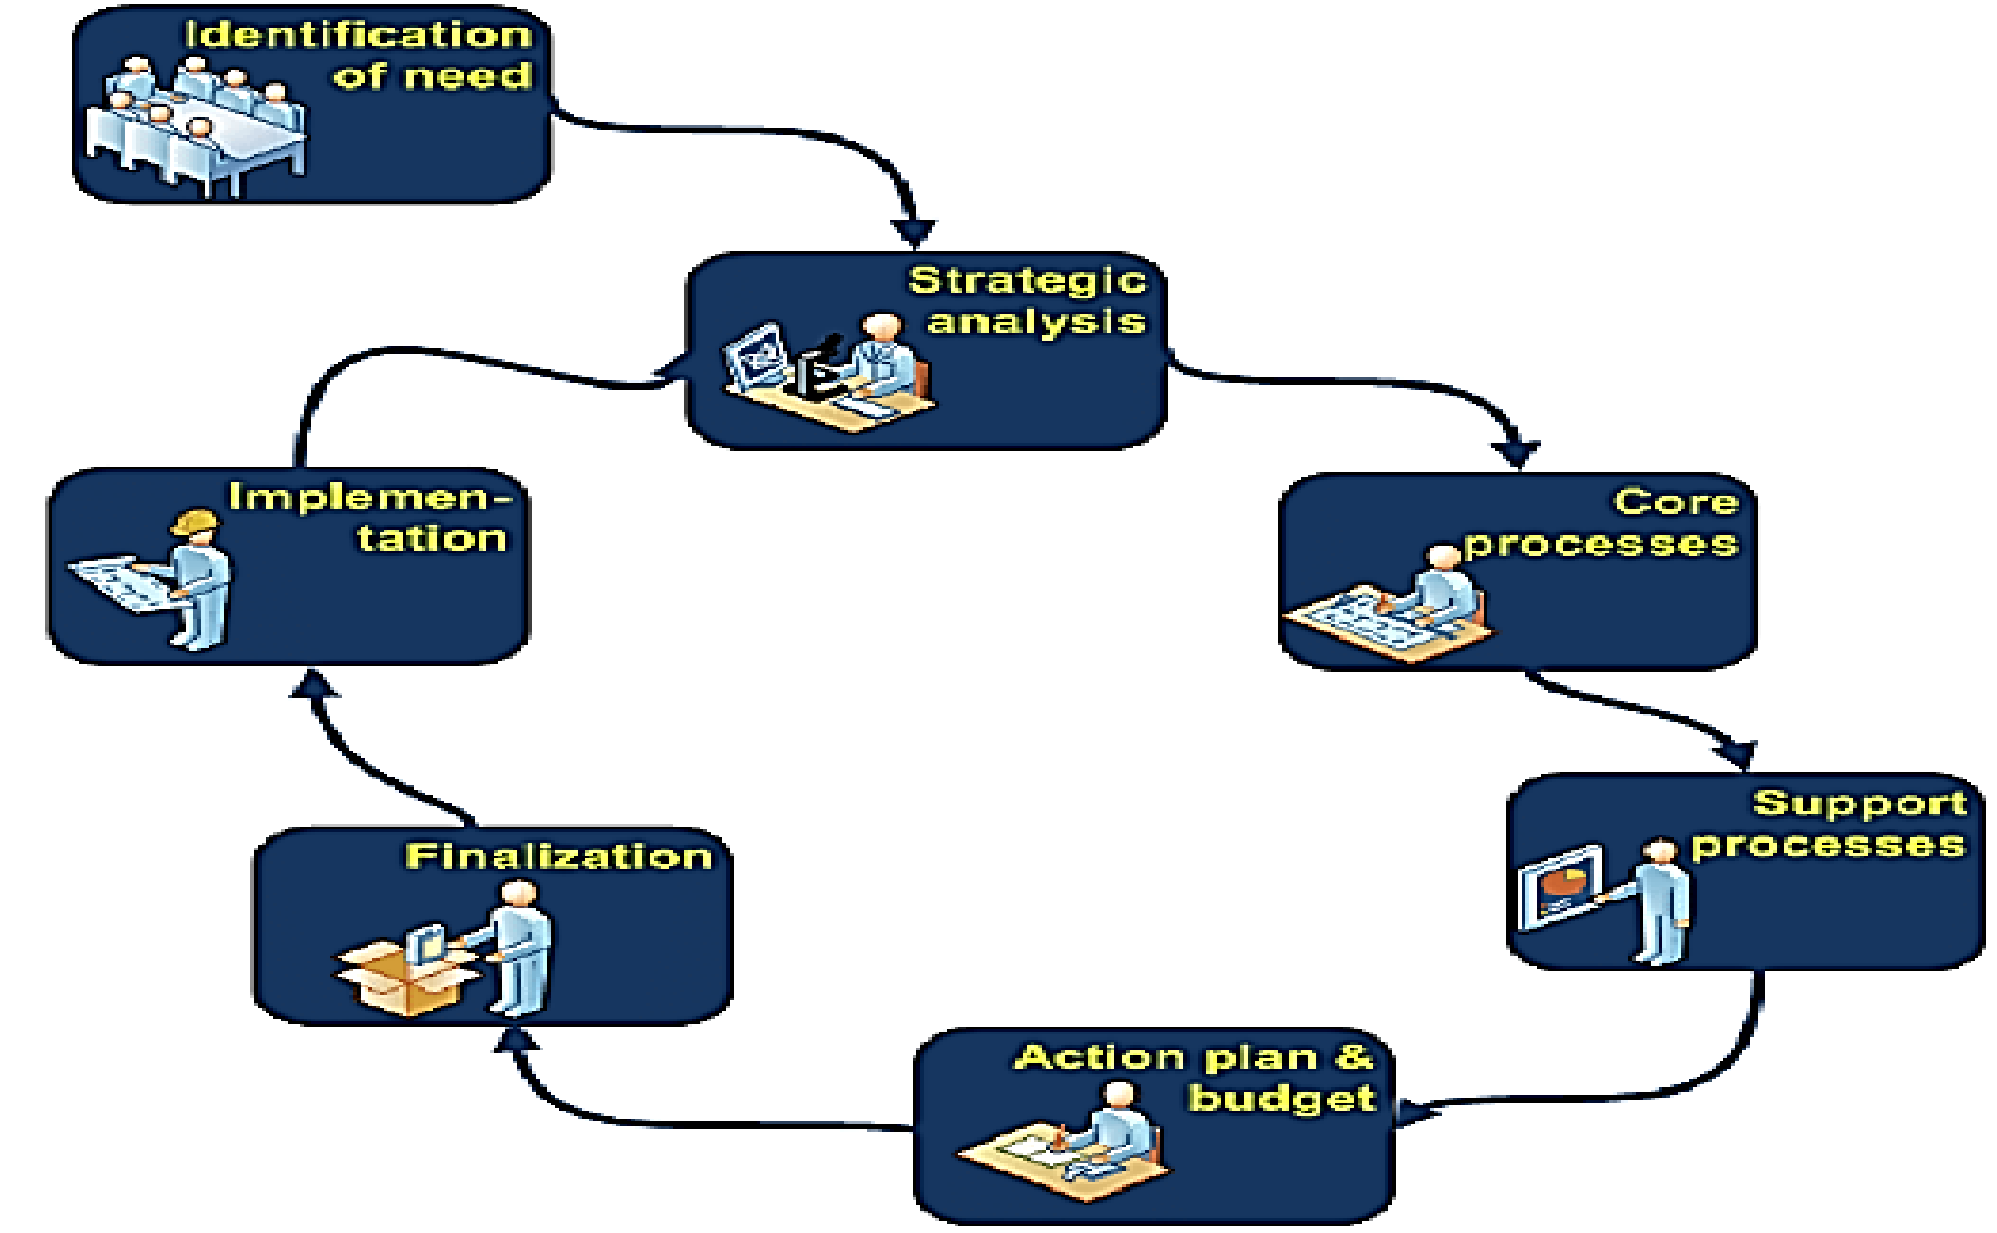 Identification
of need
Strategic
analysis
Implemen-
tation
Core
processes
Support
processes
Finalization
Action plan &
budget